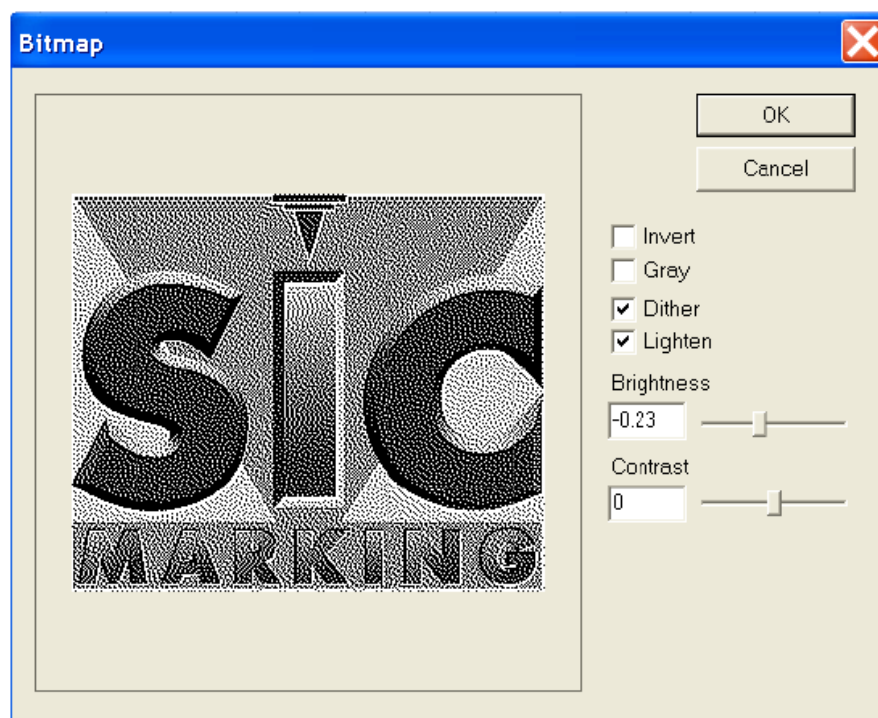 Bitmap
sic
MARKING
OK
Cancel
Invert
Gray
Dither
Lighten
Brightness
-0.23
Contrast
0